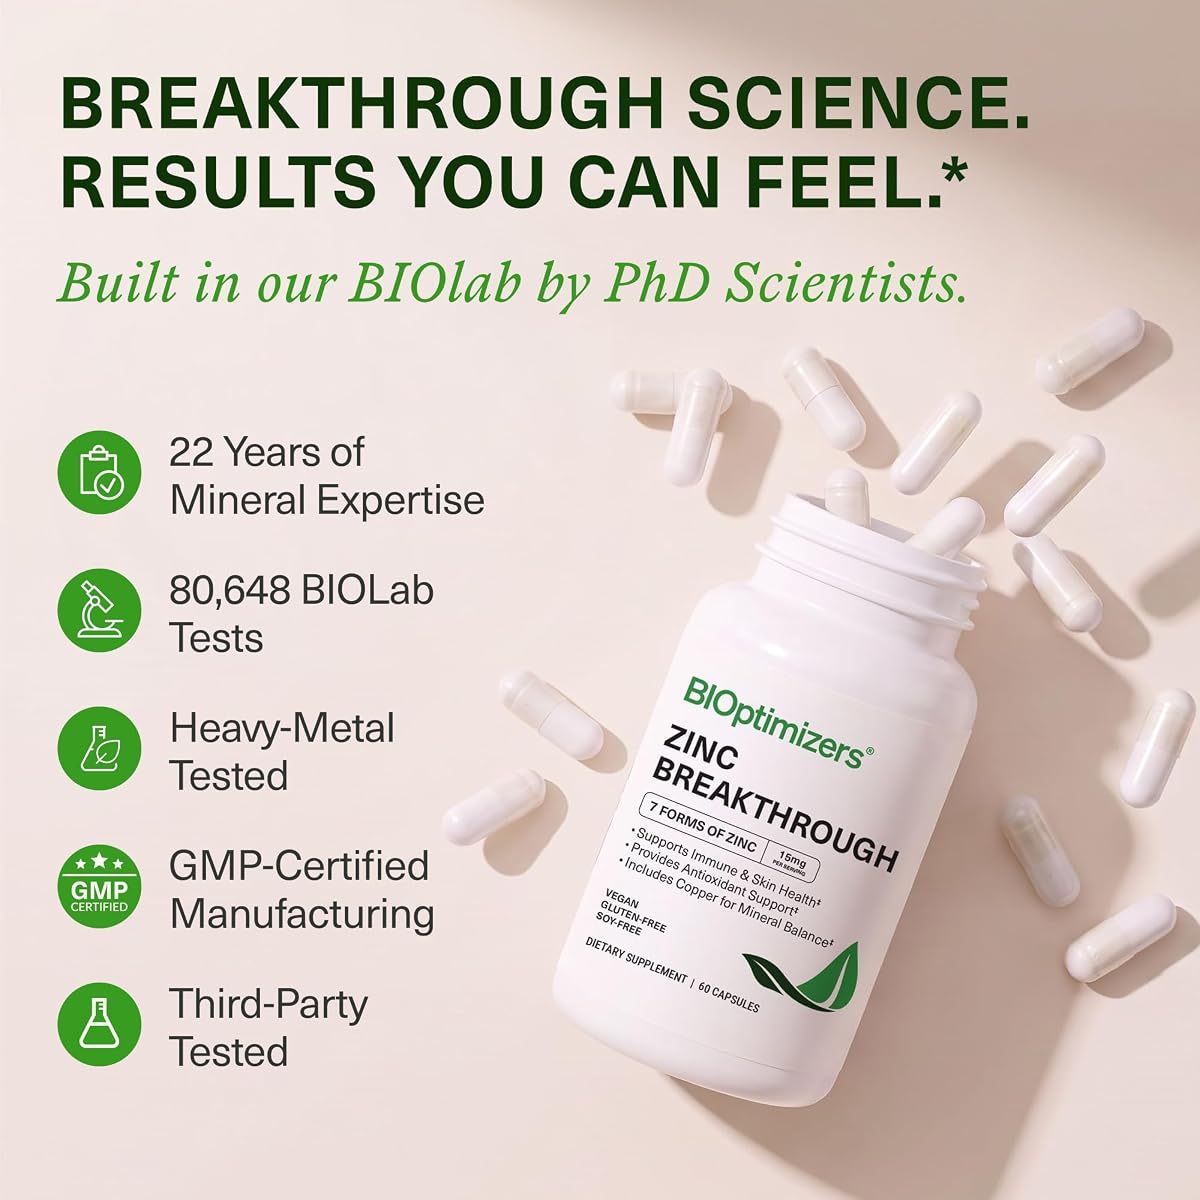 BREAKTHROUGH SCIENCE.
RESULTS YOU CAN FEEL.*
Built in our BIOlab by PhD Scientists.
22 Years of
Mineral Expertise
80,648 BIOLab
Tests
Heavy-Metal
Tested
GMP
CERTIFIED
GMP-Certified
Manufacturing
Third-Party
Tested
BIOptimizers®
ZINC
BREAKTHROUGH
7 FORMS OF ZINC
15mg
PER SERVING
• Supports Immune & Skin Health‡
• Provides Antioxidant Support‡
• Includes Copper for Mineral Balance‡
VEGAN
GLUTEN-FREE
SOY-FREE
DIETARY SUPPLEMENT | 60 CAPSULES